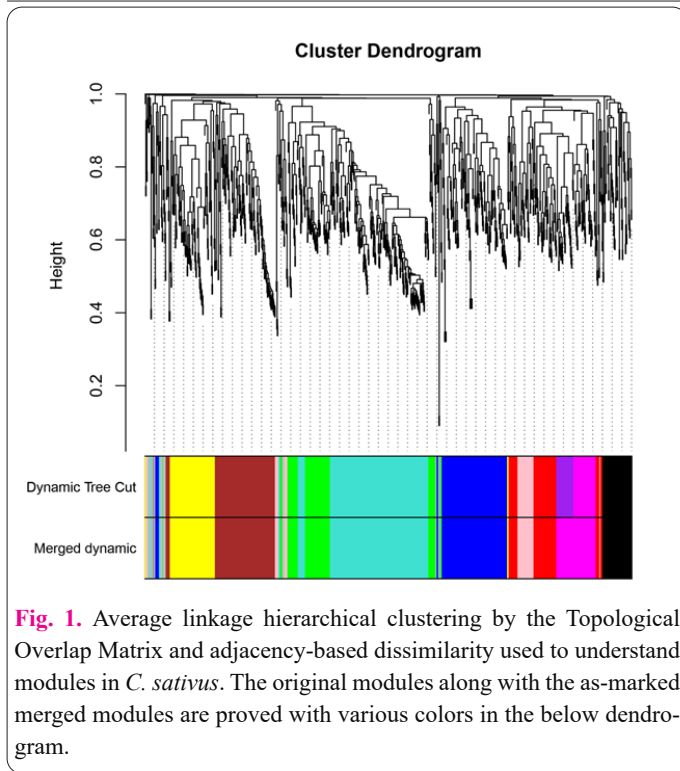 Cluster Dendrogram
Height
1.0
0.8
0.6
0.4
0.2
Dynamic Tree Cut
Merged dynamic
Fig. 1. Average linkage hierarchical clustering by the Topological
Overlap Matrix and adjacency-based dissimilarity used to understand
modules in C. sativus. The original modules along with the as-marked
merged modules are proved with various colors in the below dendro-
gram.